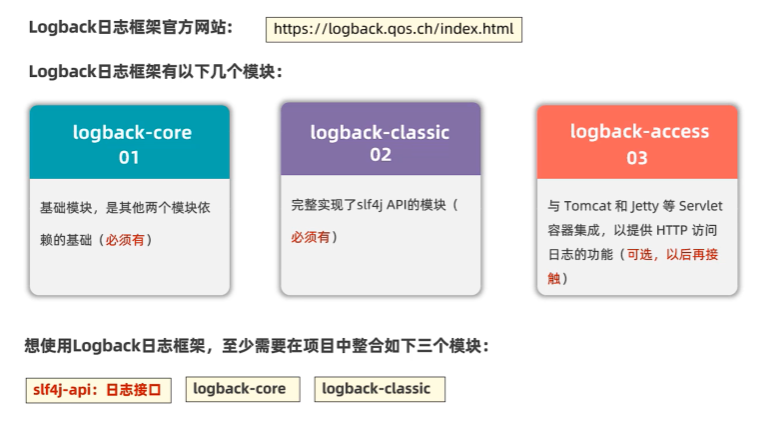 Logback日志框架官方网站：
https://logback.qos.ch/index.html
Logback日志框架有以下几个模块：
logback-core
01
基础模块，是其他两个模块依
赖的基础（必须有）
logback-classic
02
完整实现了slf4j API的模块（
必须有）
logback-access
03
与 Tomcat 和 Jetty 等 Servlet
容器集成，以提供 HTTP 访问
日志的功能（可选，以后再接
触）
想使用Logback日志框架，至少需要在项目中整合如下三个模块：
slf4j-api：日志接口
logback-core
logback-classic